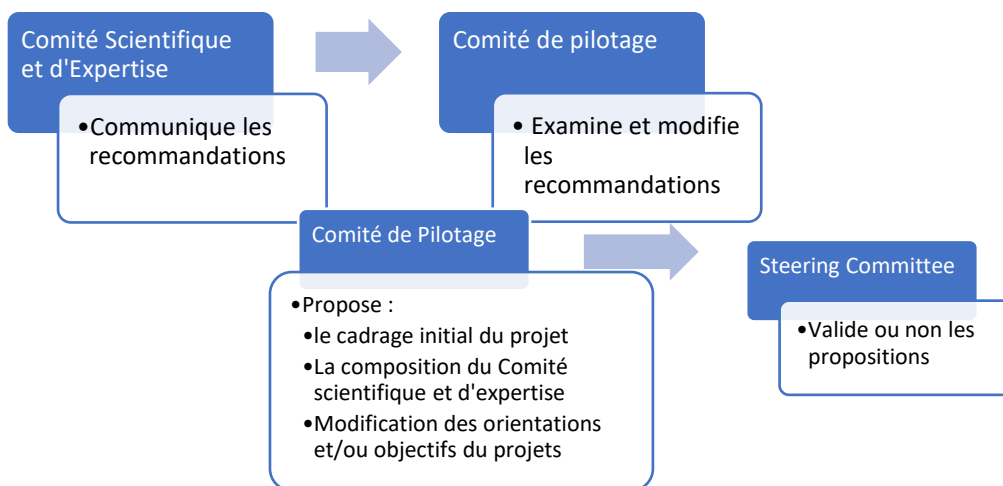 Comité Scientifique
et d'Expertise
•Communique les
recommandations
Comité de pilotage
• Examine et modifie
les
recommandations
Comité de Pilotage
•Propose :
•le cadrage initial du projet
•La composition du Comité
scientifique et d'expertise
•Modification des orientations
et/ou objectifs du projets
Steering Committee
•Valide ou non les
propositions